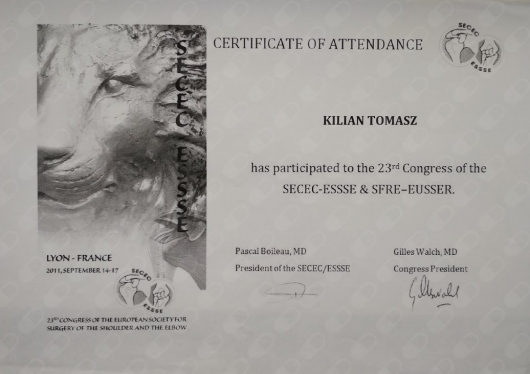 CERTIFICATE OF ATTENDANCE
SECEC
ESSSE
SECEC ESSSE
KILIAN TOMASZ
has participated to the 23rd Congress of the
SECEC-ESSSE & SFRE–EUSSER.
LYON - FRANCE
2011, SEPTEMBER 14-17
SECEC
ESSSE
23RD CONGRESS OF THE EUROPEAN SOCIETY FOR
SURGERY OF THE SHOULDER AND THE ELBOW
Pascal Boileau, MD
President of the SECEC/ESSSE
Gilles Walch, MD
Congress President